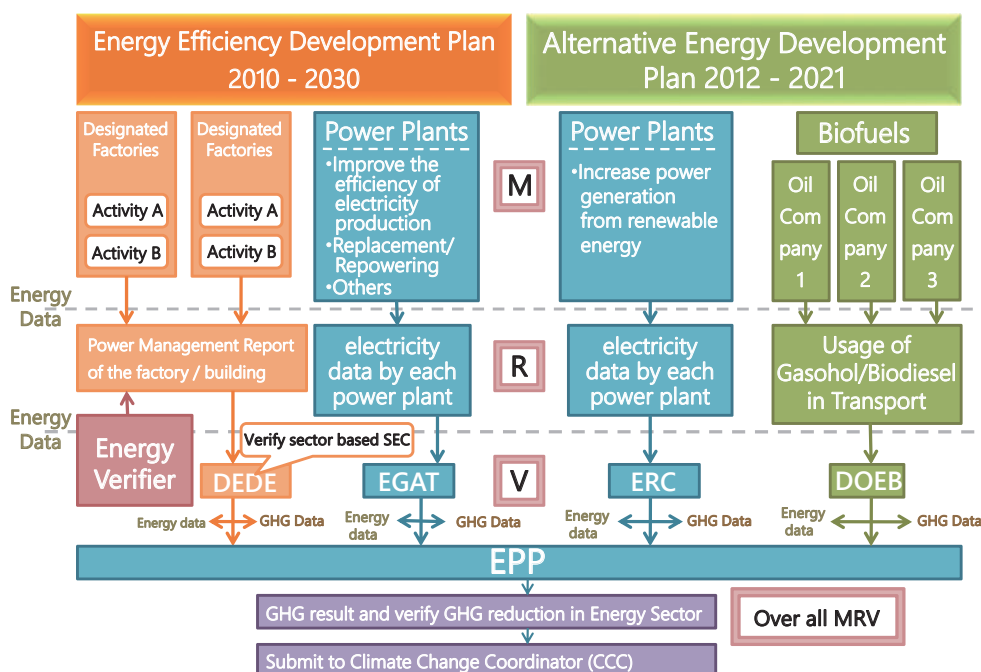 Energy Efficiency Development Plan
2010 - 2030
Alternative Energy Development
Plan 2012 - 2021
Designated
Factories
Activity A
Activity B
Designated
Factories
Activity A
Activity B
Power Plants
•Improve the
efficiency of
electricity
production
•Replacement/
Repowering
•Others
M
Power Plants
•Increase power
generation
from renewable
energy
Biofuels
Oil
Com
pany
1
Oil
Com
pany
2
Oil
Com
pany
3
Energy
Data
Power Management Report
of the factory / building
electricity
data by each
power plant
R
electricity
data by each
power plant
Usage of
Gasohol/Biodiesel
in Transport
Energy
Data
Energy
Verifier
Verify sector based SEC
DEDE
EGAT
V
ERC
DOEB
Energy data
GHG Data
Energy
data
GHG Data
Energy
data
GHG Data
Energy
data
GHG Data
EPP
GHG result and verify GHG reduction in Energy Sector
Over all MRV
Submit to Climate Change Coordinator (CCC)